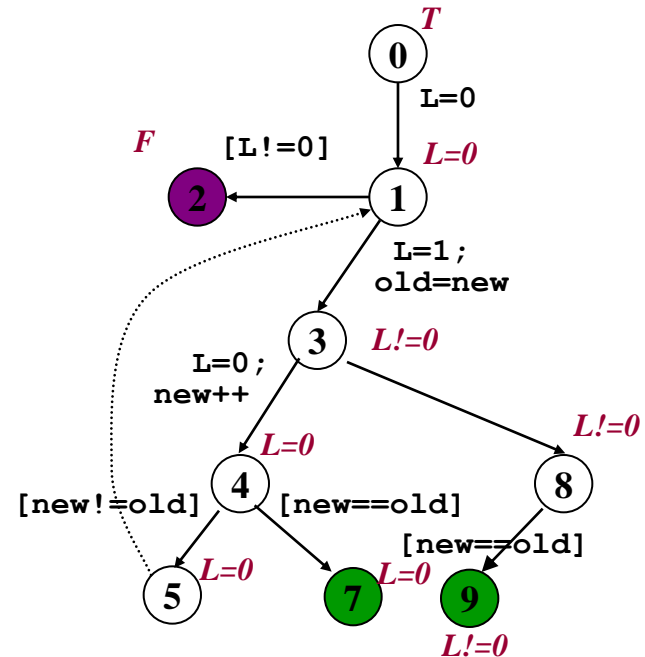 T
0
L=0
F
[L!=0]
L=0
2
1
L=1;
old=new
3
L!=0
L=0;
new++
L=0
L!=0
4
8
[new!=old]
[new==old]
[new==old]
5
L=0
7
L=0
9
L!=0